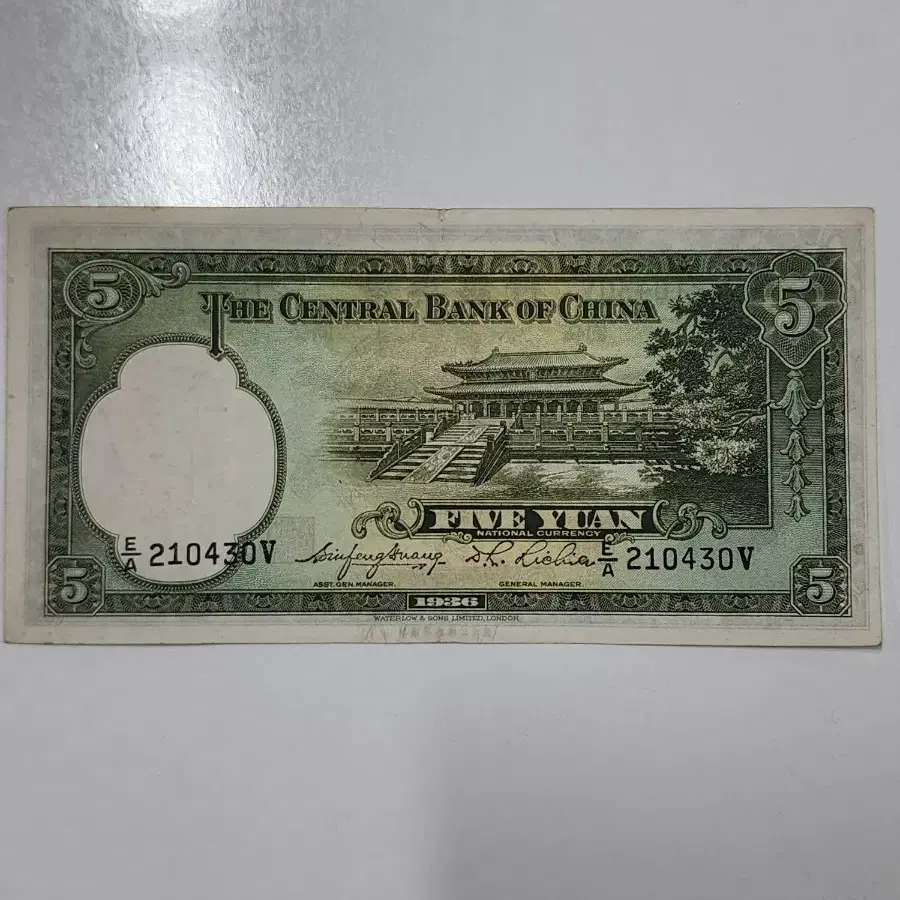 5
5
THE CENTRAL BANK OF CHINA
FIVE YUAN
NATIONAL CURRENCY
E/A 210430V
E/A 210430V
ASST. GEN. MANAGER.
GENERAL MANAGER.
5
5
1936
WATERLOW & SONS LIMITED, LONDON.